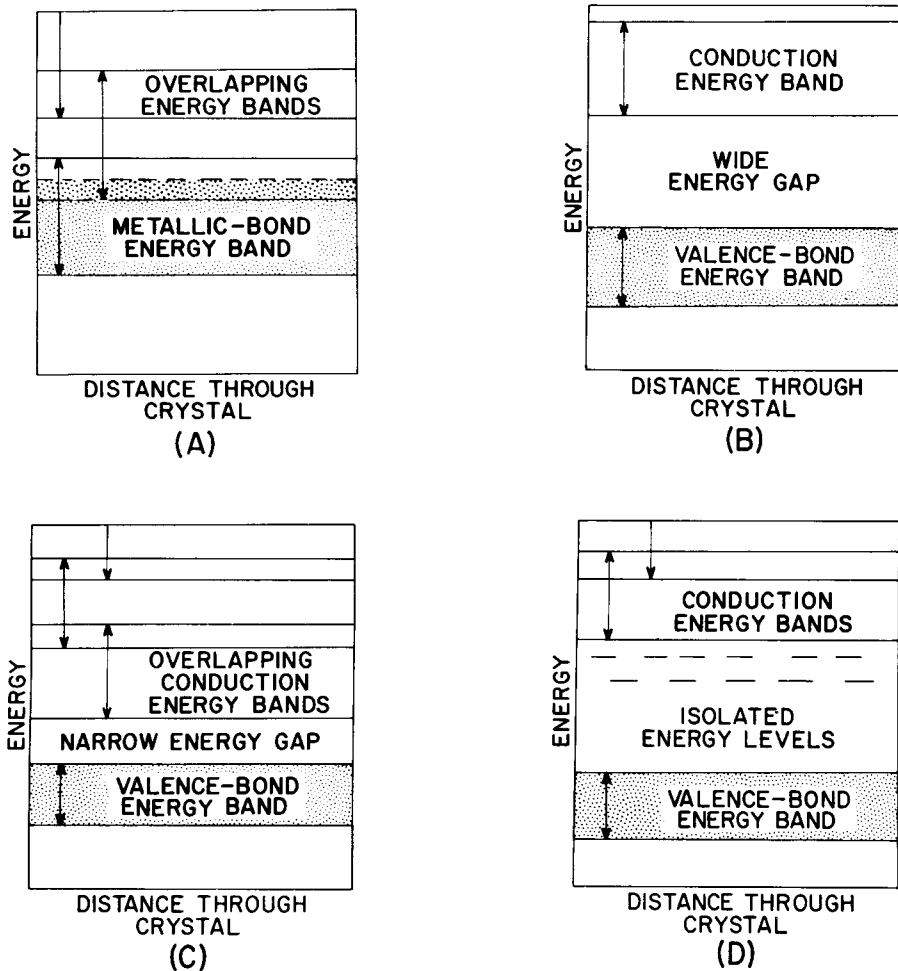 OVERLAPPING
ENERGY BANDS
METALLIC-BOND
ENERGY BAND
ENERGY
DISTANCE THROUGH
CRYSTAL
(A)
CONDUCTION
ENERGY BAND
WIDE
ENERGY GAP
VALENCE-BOND
ENERGY BAND
ENERGY
DISTANCE THROUGH
CRYSTAL
(B)
OVERLAPPING
CONDUCTION
ENERGY BANDS
NARROW ENERGY GAP
VALENCE-BOND
ENERGY BAND
ENERGY
DISTANCE THROUGH
CRYSTAL
(C)
CONDUCTION
ENERGY BANDS
ISOLATED
ENERGY LEVELS
VALENCE-BOND
ENERGY BAND
ENERGY
DISTANCE THROUGH
CRYSTAL
(D)